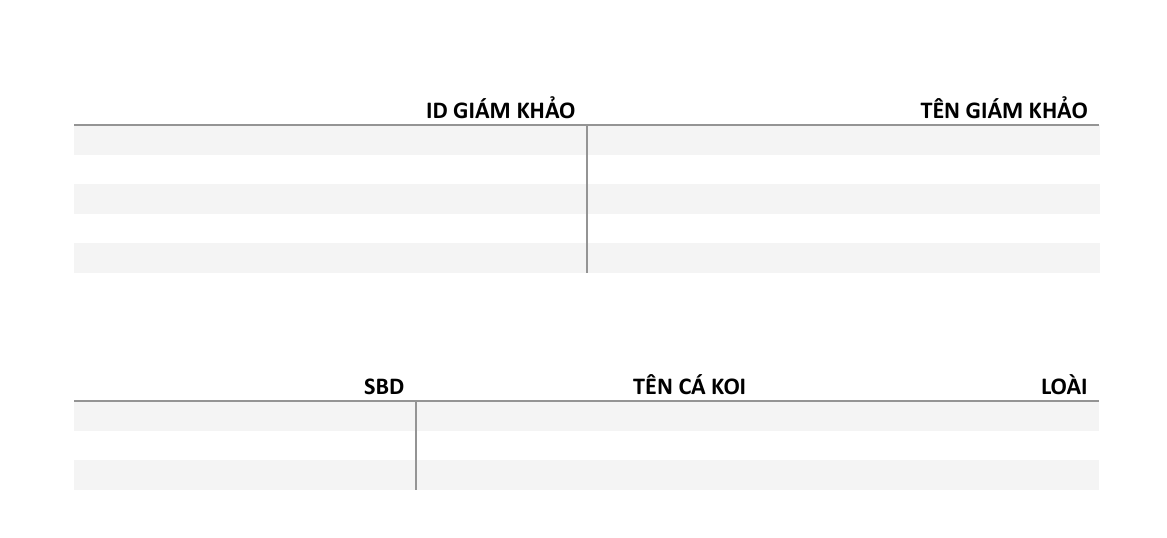 ID GIÁM KHẢO TÊN GIÁM KHẢO
SBD TÊN CÁ KOI LOÀI